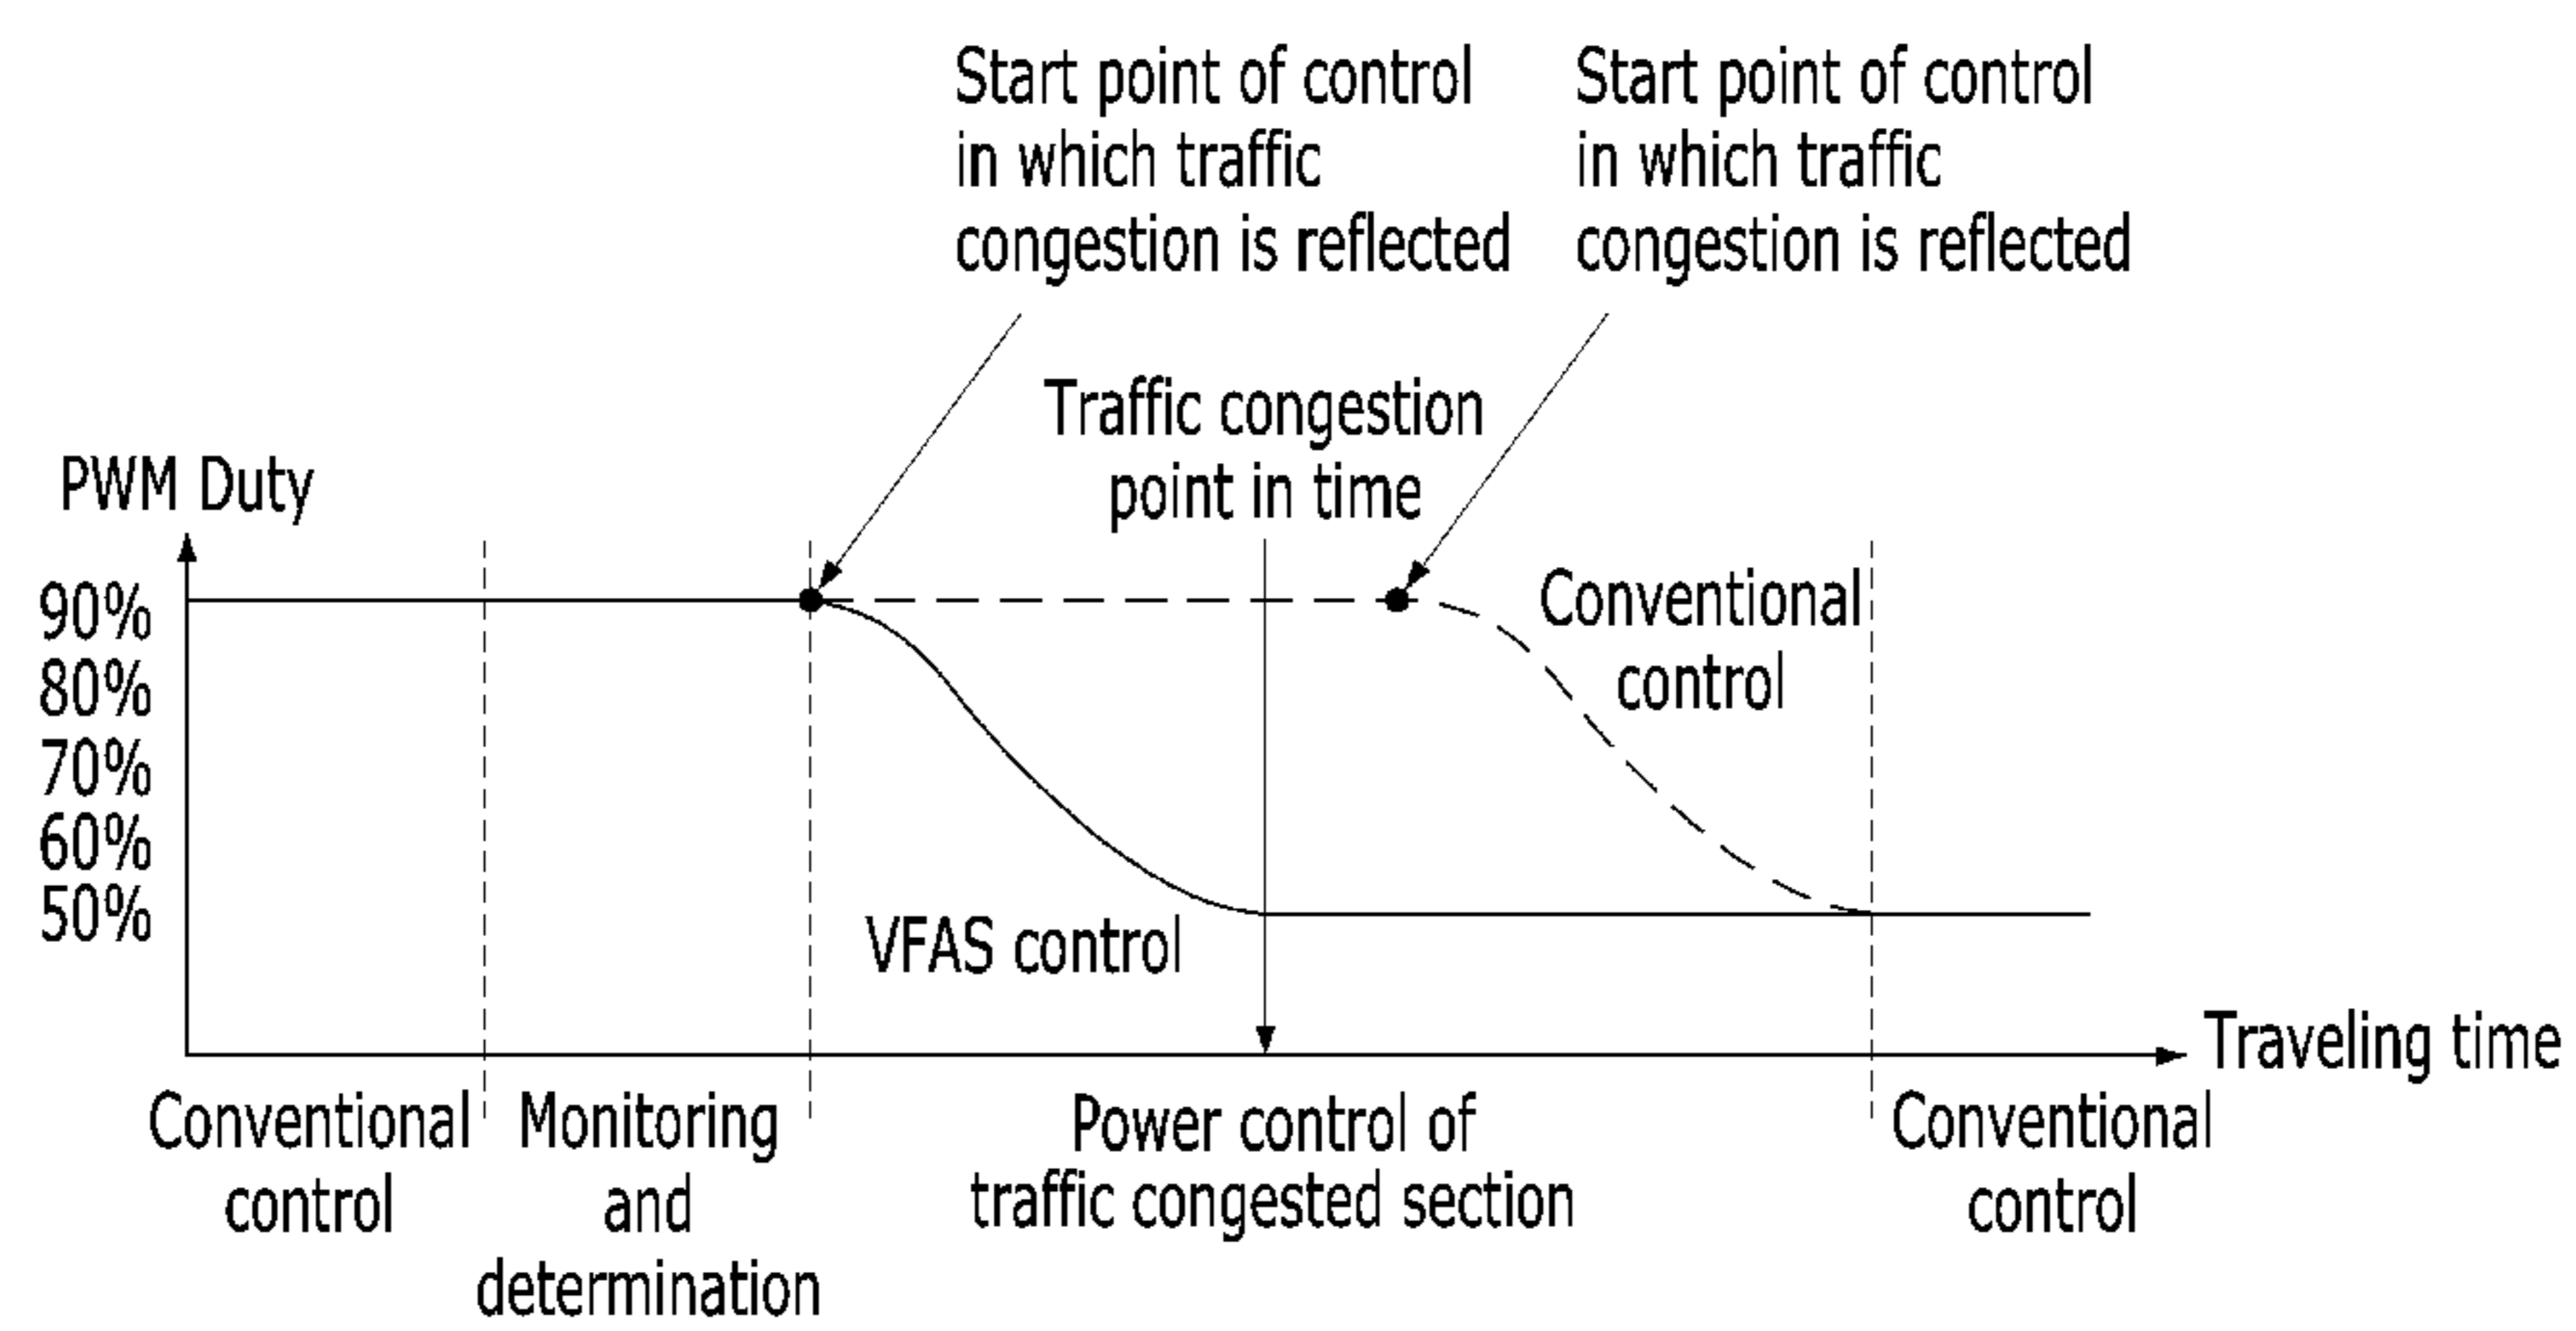 Start point of control
in which traffic
congestion is reflected
Start point of control
in which traffic
congestion is reflected
Traffic congestion
point in time
PWM Duty
90%
80%
70%
60%
50%
Conventional
control
VFAS control
Traveling time
Conventional
control
Monitoring
and
determination
Power control of
traffic congested section
Conventional
control